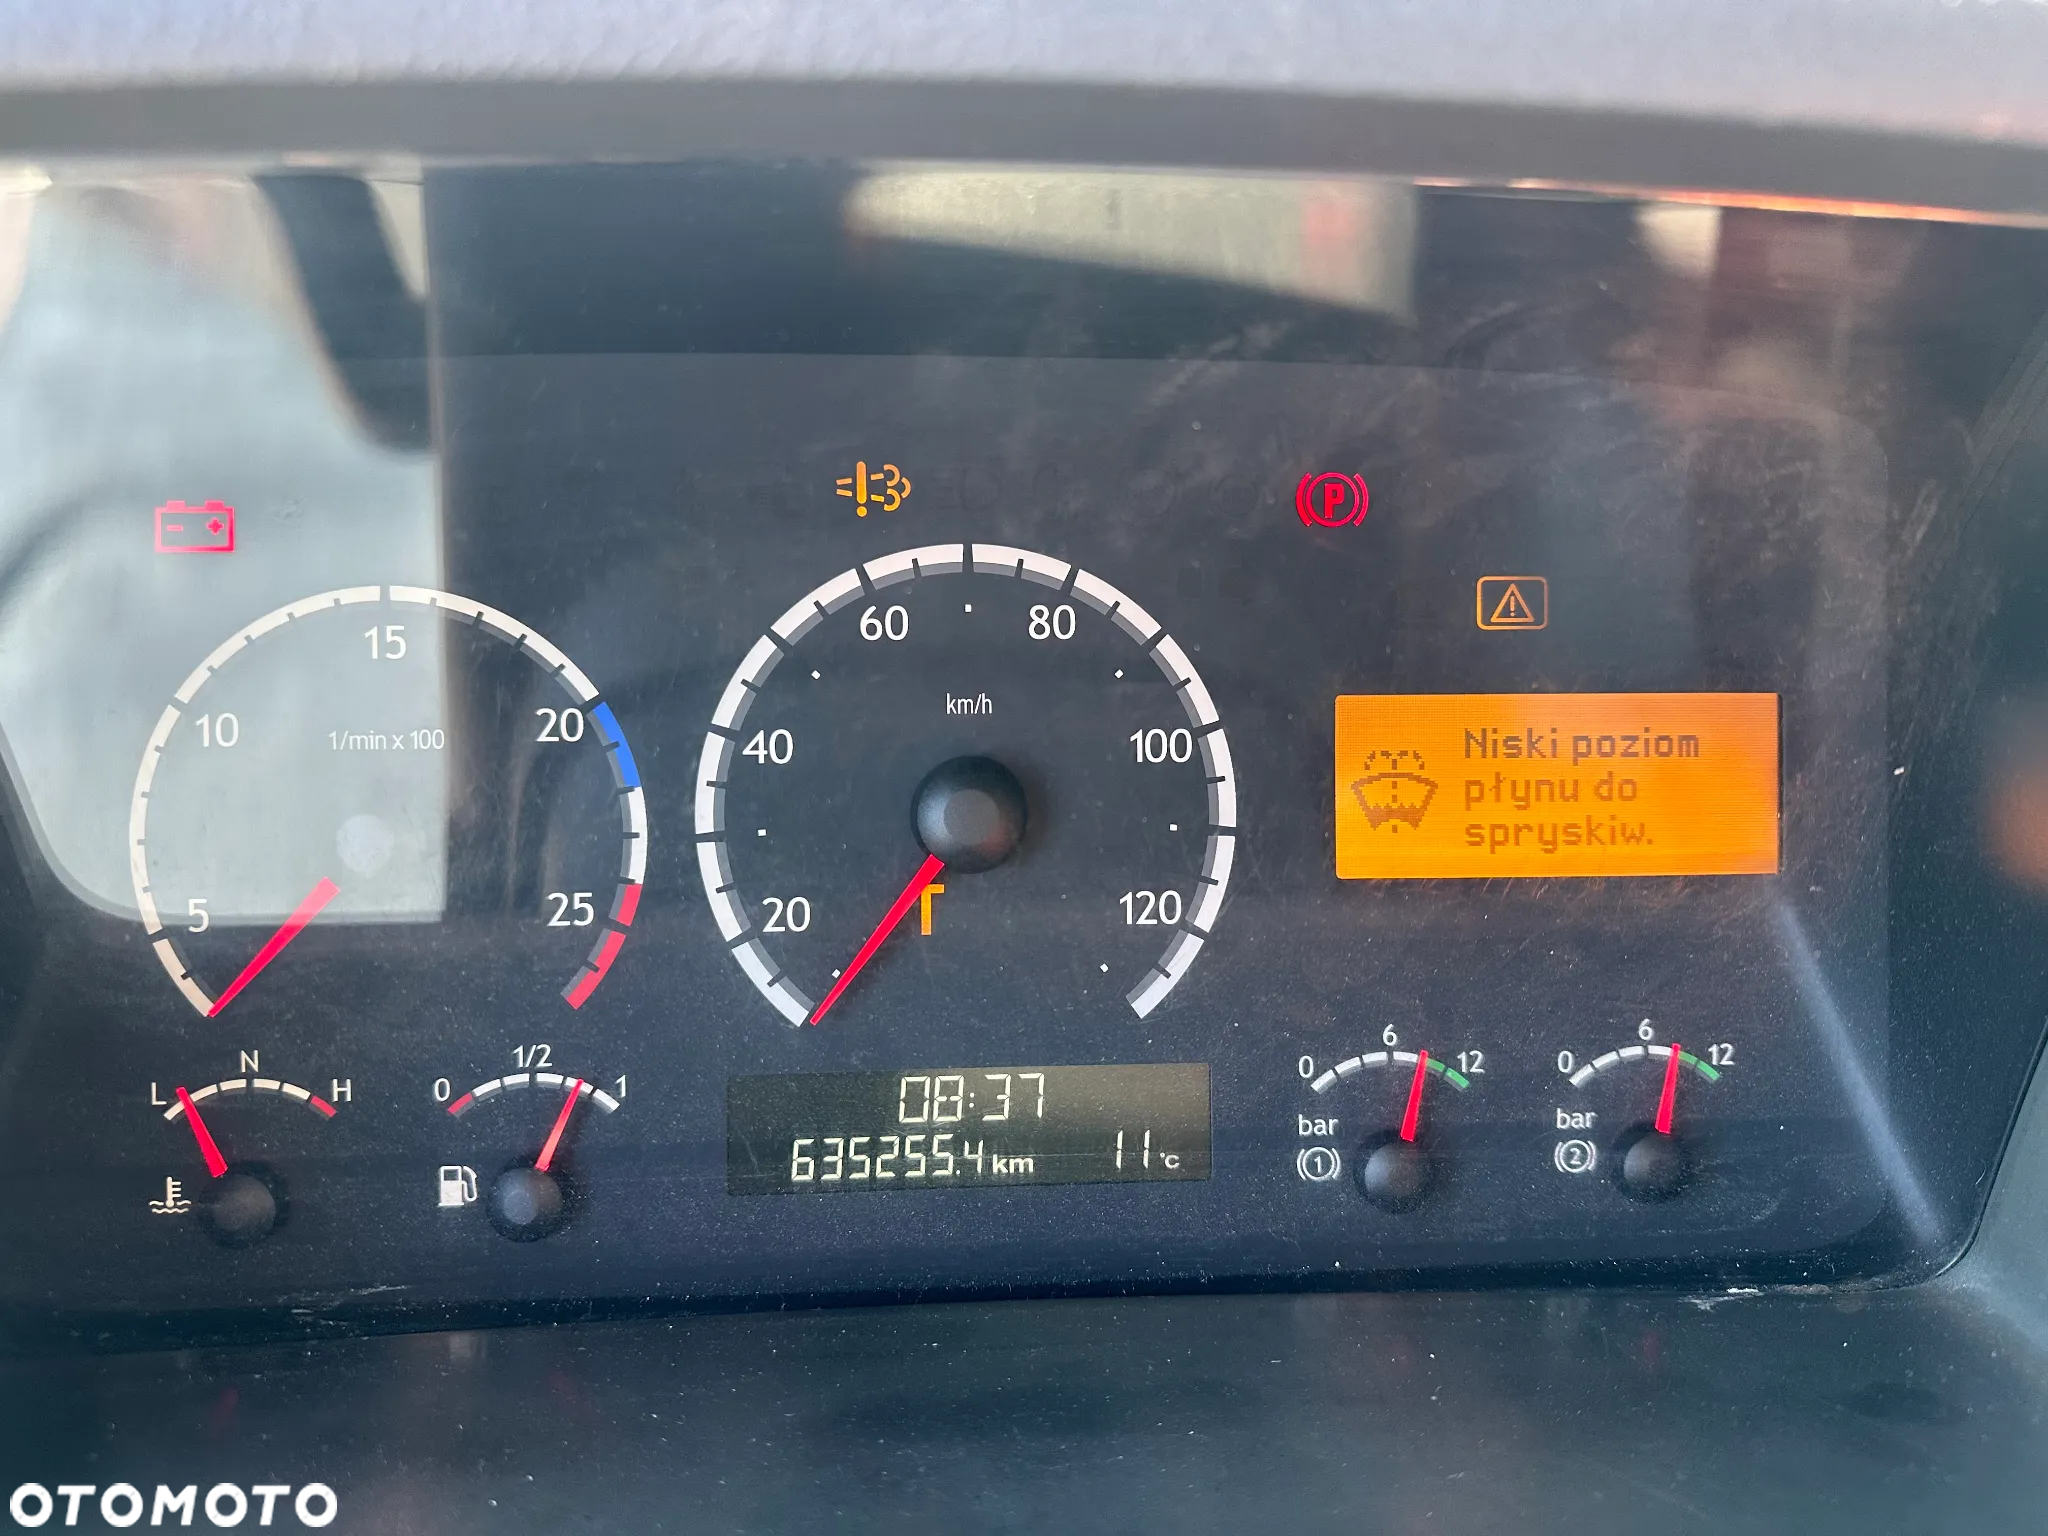 P
15
10
20
1/min x 100
5
25
60
80
km/h
40
100
20
120
Niski poziom
płynu do
spryskiw.
L N H
0 1/2 1
08:37
635255.4 km 11 °C
0 6 12
bar
1
0 6 12
bar
2
OTOMOTO